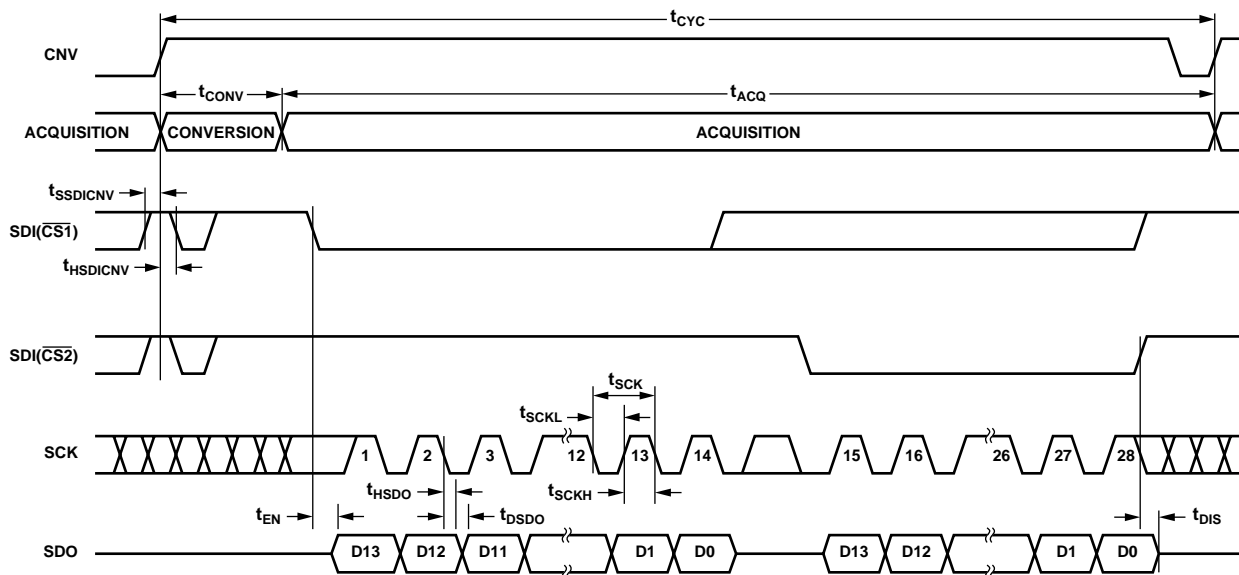 tCYC
CNV
tCONV
tACQ
ACQUISITION
CONVERSION
ACQUISITION
tSSDICNV
SDI(CS1)
tHSDICNV
SDI(CS2)
tSCK
tSCKL
SCK
1 2 3 12 13 14 15 16 26 27 28
tHSDO
tSCKH
tEN
tDSDO
tDIS
SDO
D13 D12 D11 D1 D0 D13 D12 D1 D0